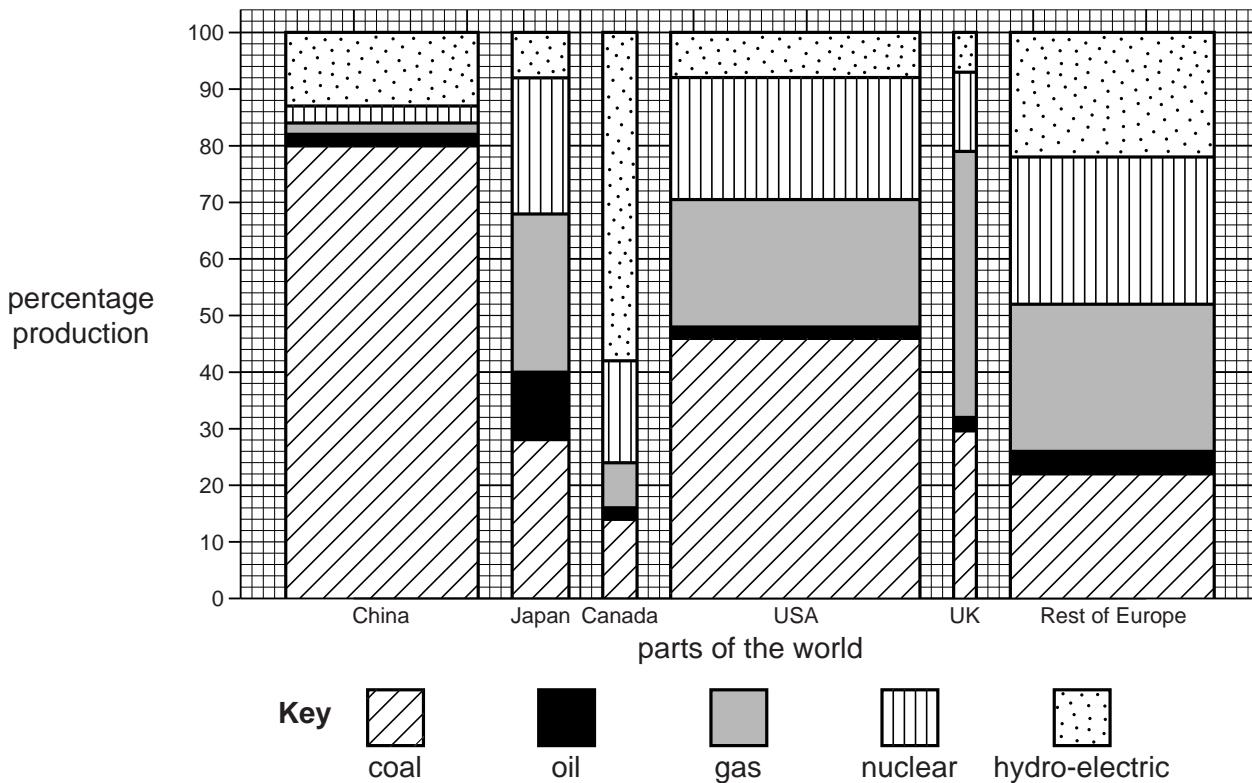 100
90
80
70
60
50
40
30
20
10
0
percentage
production
China Japan Canada USA UK Rest of Europe
parts of the world
Key
coal oil gas nuclear hydro-electric